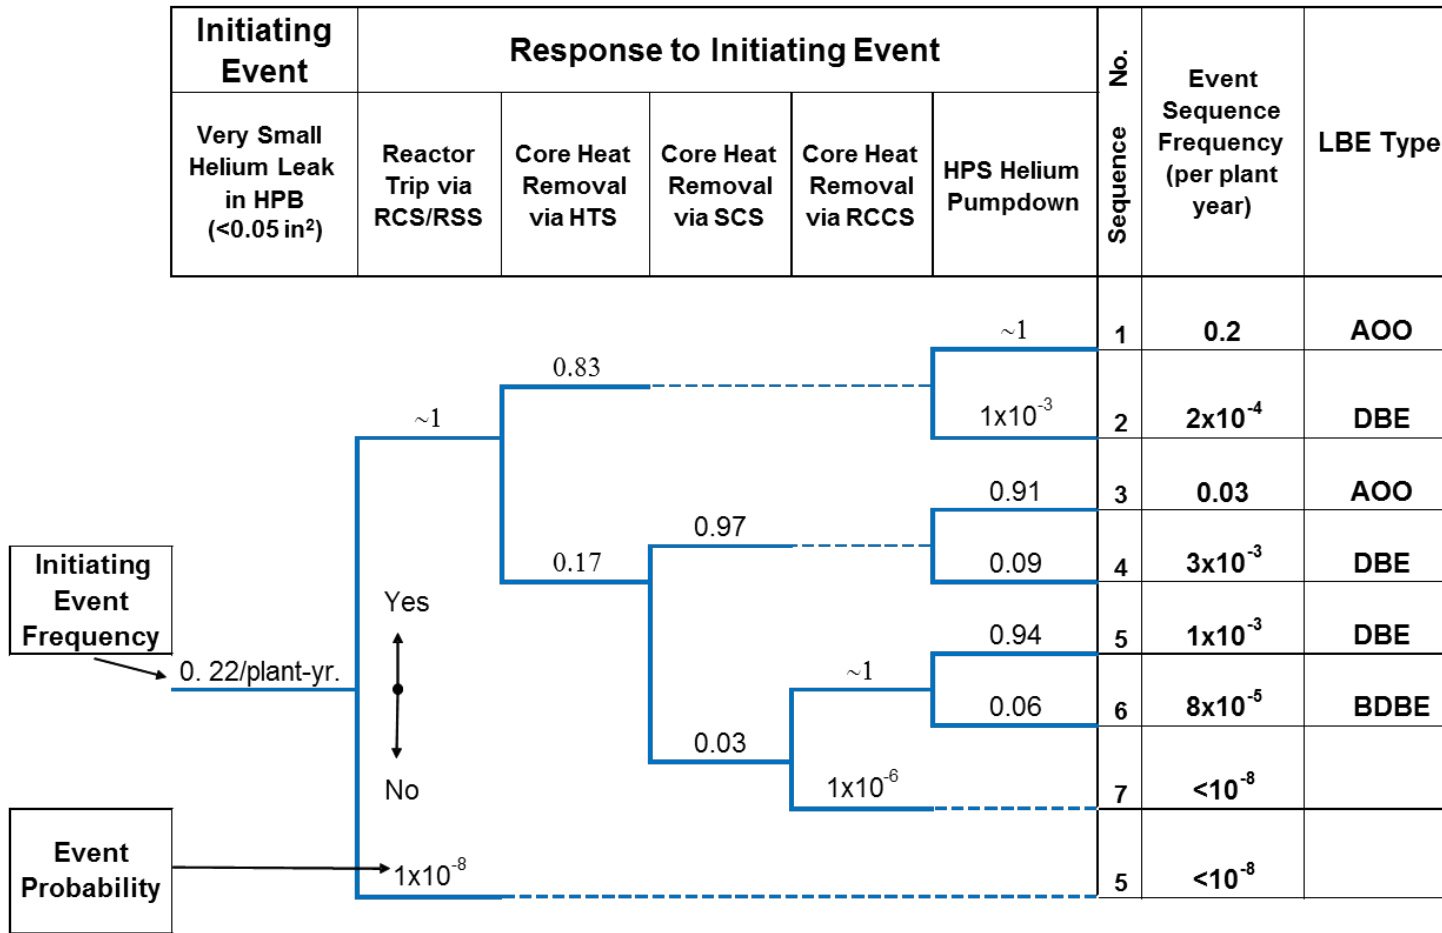 Initiating
Event
Response to Initiating Event
Sequence No.
Event
Sequence
Frequency
(per plant
year)
LBE Type
Very Small
Helium Leak
in HPB
(<0.05 in²)
Reactor
Trip via
RCS/RSS
Core Heat
Removal
via HTS
Core Heat
Removal
via SCS
Core Heat
Removal
via RCCS
HPS Helium
Pumpdown
~1
1
0.2
AOO
0.83
~1
1x10⁻³
2
2x10⁻⁴
DBE
0.91
3
0.03
AOO
0.97
0.17
0.09
4
3x10⁻³
DBE
Initiating
Event
Frequency
Yes
0.94
5
1x10⁻³
DBE
0. 22/plant-yr.
~1
0.06
6
8x10⁻⁵
BDBE
0.03
No
1x10⁻⁶
7
<10⁻⁸
Event
Probability
1x10⁻⁸
5
<10⁻⁸